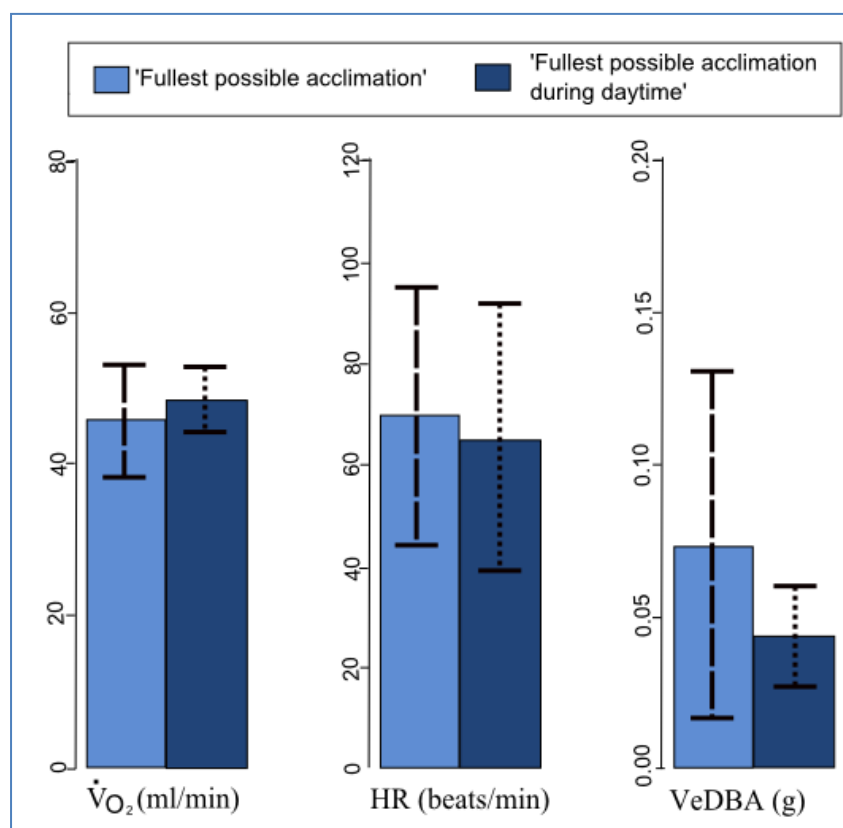 'Fullest possible acclimation'
'Fullest possible acclimation
during daytime'
80
60
40
20
0
V̇O₂ (ml/min)
120
100
80
60
40
20
0
HR (beats/min)
0.20
0.15
0.10
0.05
0.00
VeDBA (g)